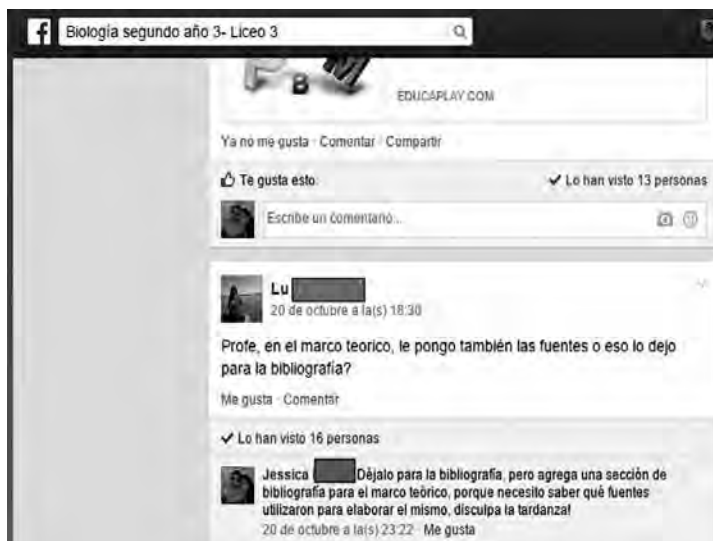 f Biología segundo año 3- Liceo 3
P B M
EDUCAPLAY.COM
Ya no me gusta · Comentar · Compartir
Te gusta esto.
Lo han visto 13 personas
Escribe un comentario...
Lu
20 de octubre a la(s) 18:30
Profe, en el marco teorico, le pongo también las fuentes o eso lo dejo
para la bibliografía?
Me gusta · Comentar
Lo han visto 16 personas
Jessica Déjalo para la bibliografía, pero agrega una sección de
bibliografía para el marco teòrico, porque necesito saber qué fuentes
utilizaron para elaborar el mismo, disculpa la tardanza!
20 de octubre a la(s) 23:22 · Me gusta